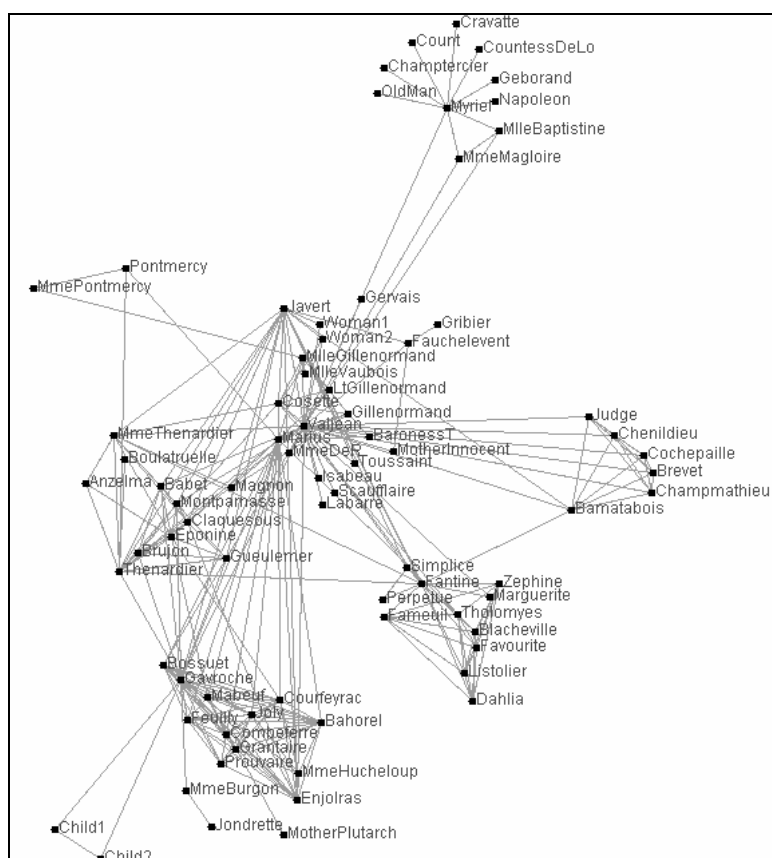 Cravatte
Count
CountessDeLo
Champtercier
Geborand
OldMan
Napoleon
Myriel
MlleBaptistine
MmeMagloire
Pontmercy
MmePontmercy
Gervais
Javert
Woman1
Gribier
Woman2
Fauchelevent
MlleGillenormand
MlleVaubois
LtGillenormand
Cosette
Gillenormand
Judge
Valjean
MmeThenardier
Marius
BaronessT
Chenildieu
MmeDeR
MotherInnocent
Cochepaille
Boulatruelle
Toussaint
Brevet
Anzelma
Babet
Magnon
Isabeau
Scaufflaire
Champmathieu
Montparnasse
Labarre
Bamatabois
Claquesous
Eponine
Brujon
Gueulemer
Thenardier
Simplice
Fantine
Zephine
Perpetue
Marguerite
Fameuil
Tholomyes
Blacheville
Favourite
Bossuet
Listolier
Gavroche
Mabeuf
Courfeyrac
Dahlia
Feuilly
Joly
Bahorel
Combeferre
Grantaire
Prouvaire
MmeHucheloup
MmeBurgon
Enjolras
Child1
Jondrette
MotherPlutarch
Child2